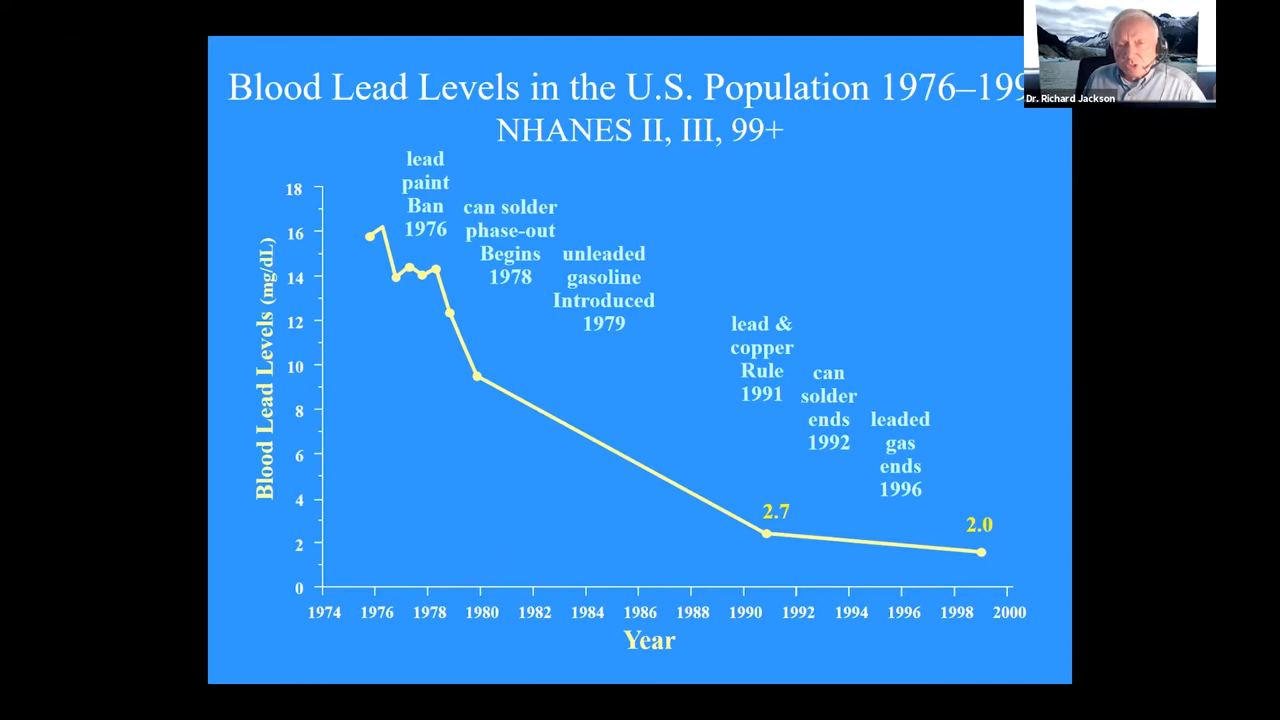 Blood Lead Levels in the U.S. Population 1976–199
NHANES II, III, 99+
Dr. Richard Jackson
lead
paint
Ban
1976
can solder
phase-out
Begins
1978
unleaded
gasoline
Introduced
1979
lead &
copper
Rule
1991
can
solder
ends
1992
leaded
gas
ends
1996
2.7
2.0
Blood Lead Levels (mg/dL)
18
16
14
12
10
8
6
4
2
0
1974 1976 1978 1980 1982 1984 1986 1988 1990 1992 1994 1996 1998 2000
Year